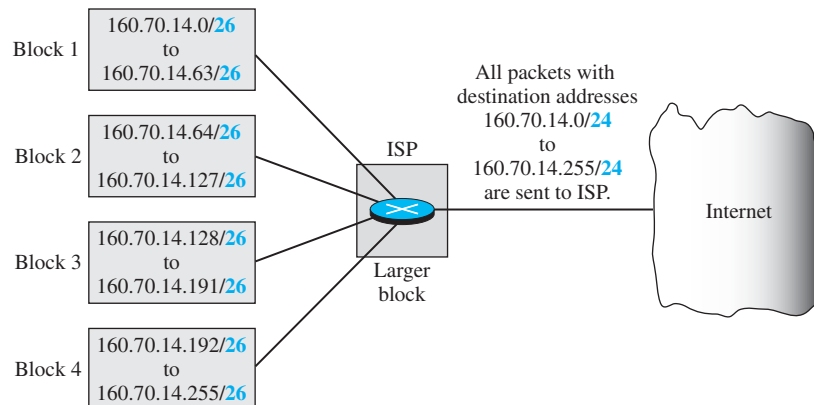 Block 1
160.70.14.0/26
to
160.70.14.63/26
Block 2
160.70.14.64/26
to
160.70.14.127/26
Block 3
160.70.14.128/26
to
160.70.14.191/26
Block 4
160.70.14.192/26
to
160.70.14.255/26
ISP
Larger
block
All packets with
destination addresses
160.70.14.0/24
to
160.70.14.255/24
are sent to ISP.
Internet